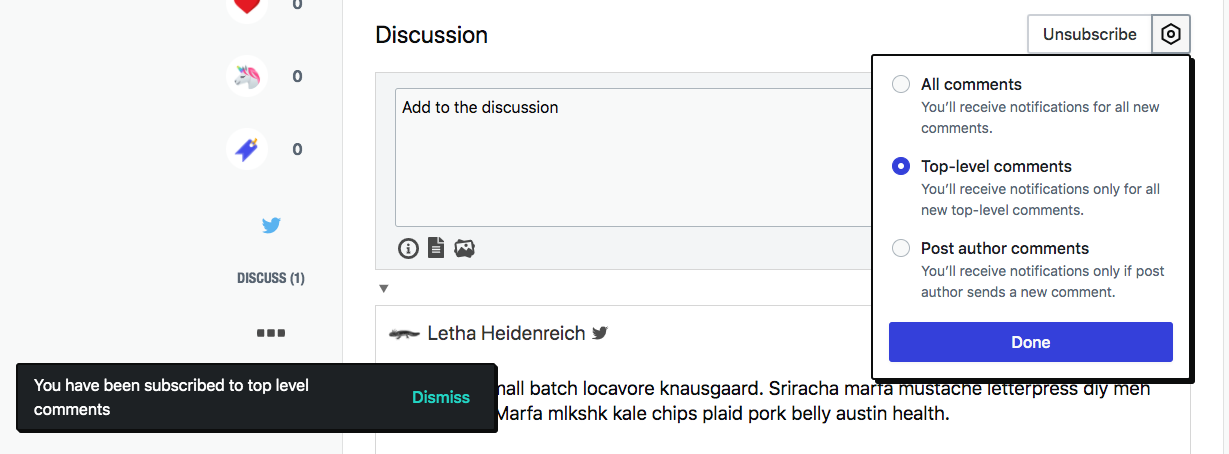 0
Discussion
Unsubscribe
0
All comments
You'll receive notifications for all new
comments.
Add to the discussion
0
Top-level comments
You'll receive notifications only for all
new top-level comments.
Post author comments
You'll receive notifications only if post
author sends a new comment.
DISCUSS (1)
Done
Letha Heidenreich
You have been subscribed to top level
comments
Dismiss
batch locavore knausgaard. Sriracha marfa mustache letterpress diy meh
Marfa mlkshk kale chips plaid pork belly austin health.